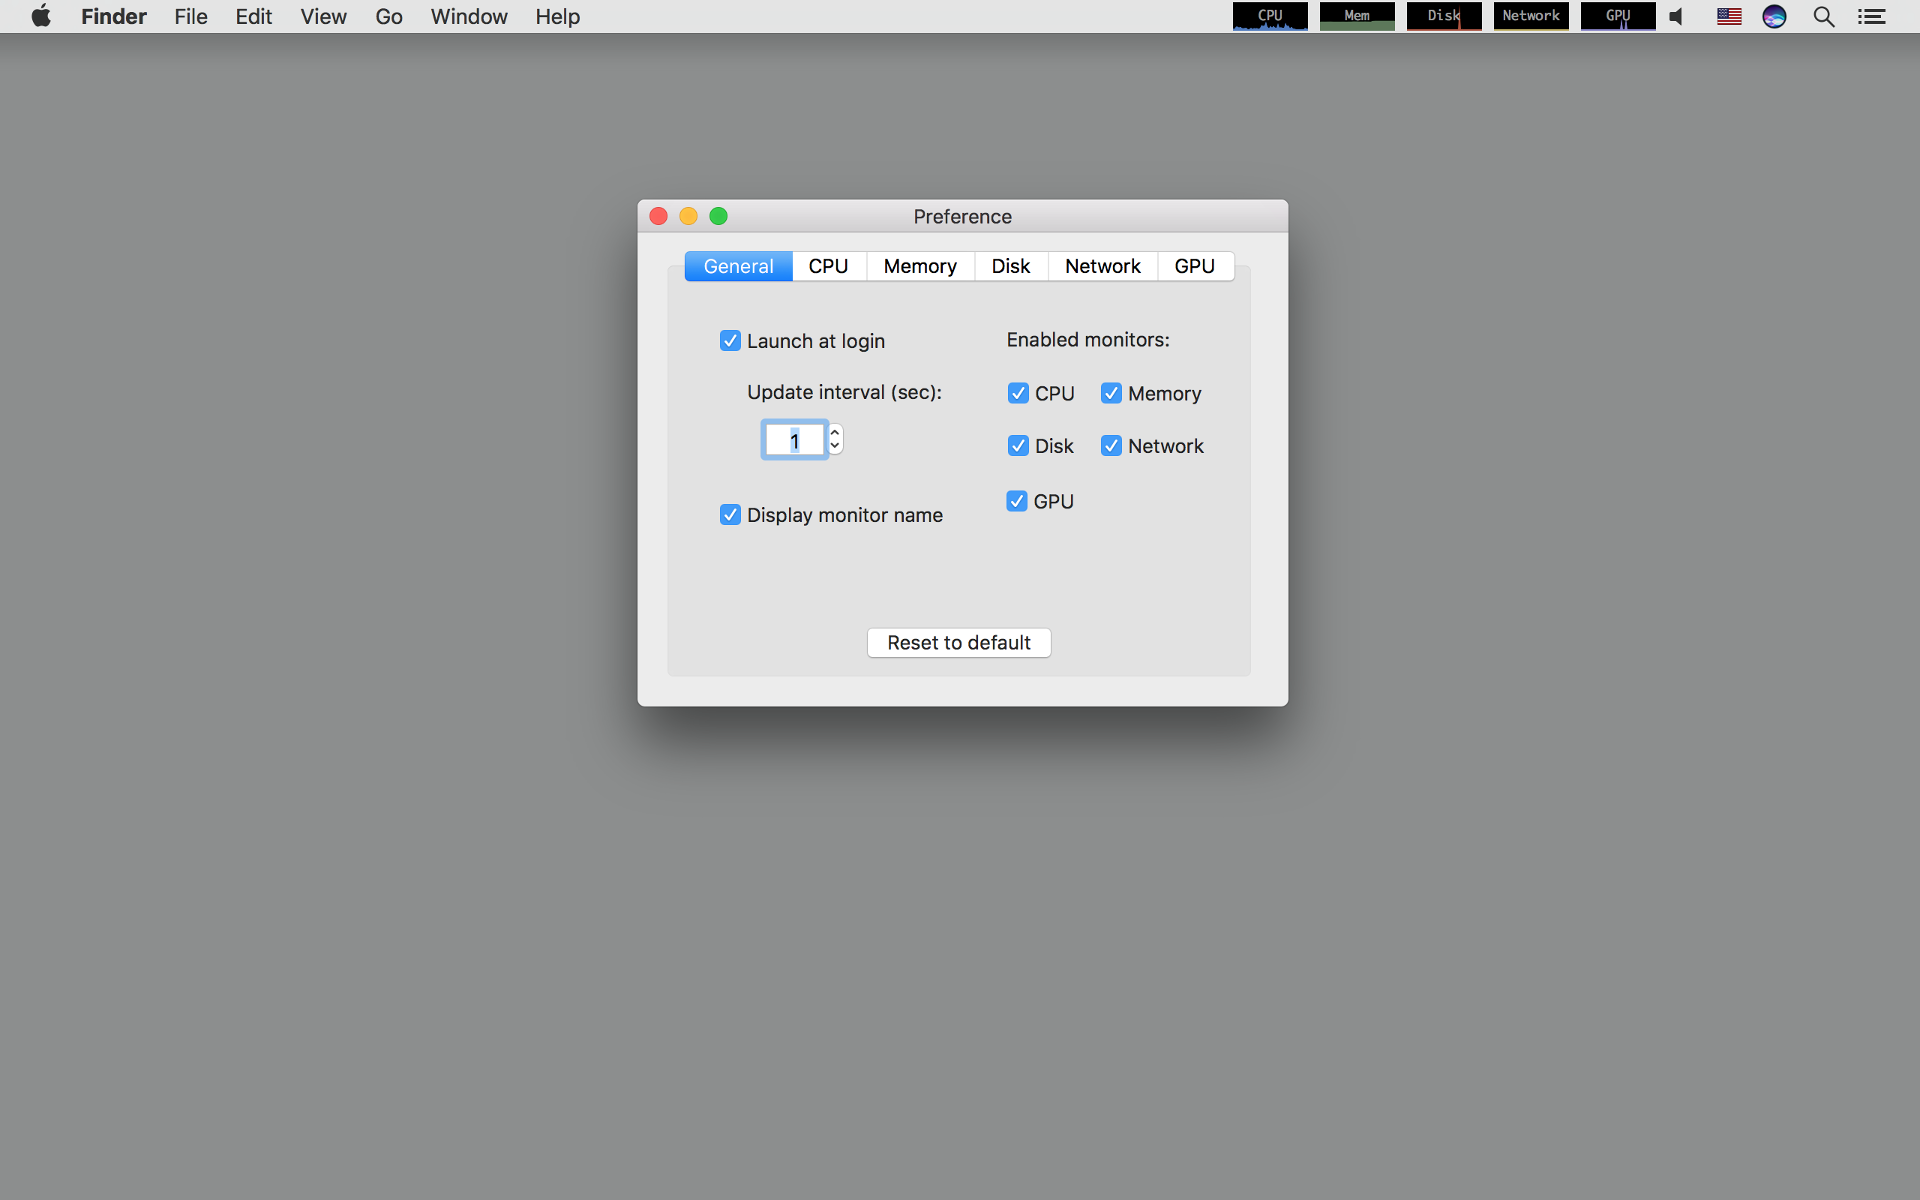 Finder File Edit View Go Window Help CPU Mem Disk Network GPU
Preference
General CPU Memory Disk Network GPU
Launch at login
Update interval (sec):
1
Display monitor name
Enabled monitors:
CPU Memory
Disk Network
GPU
Reset to default